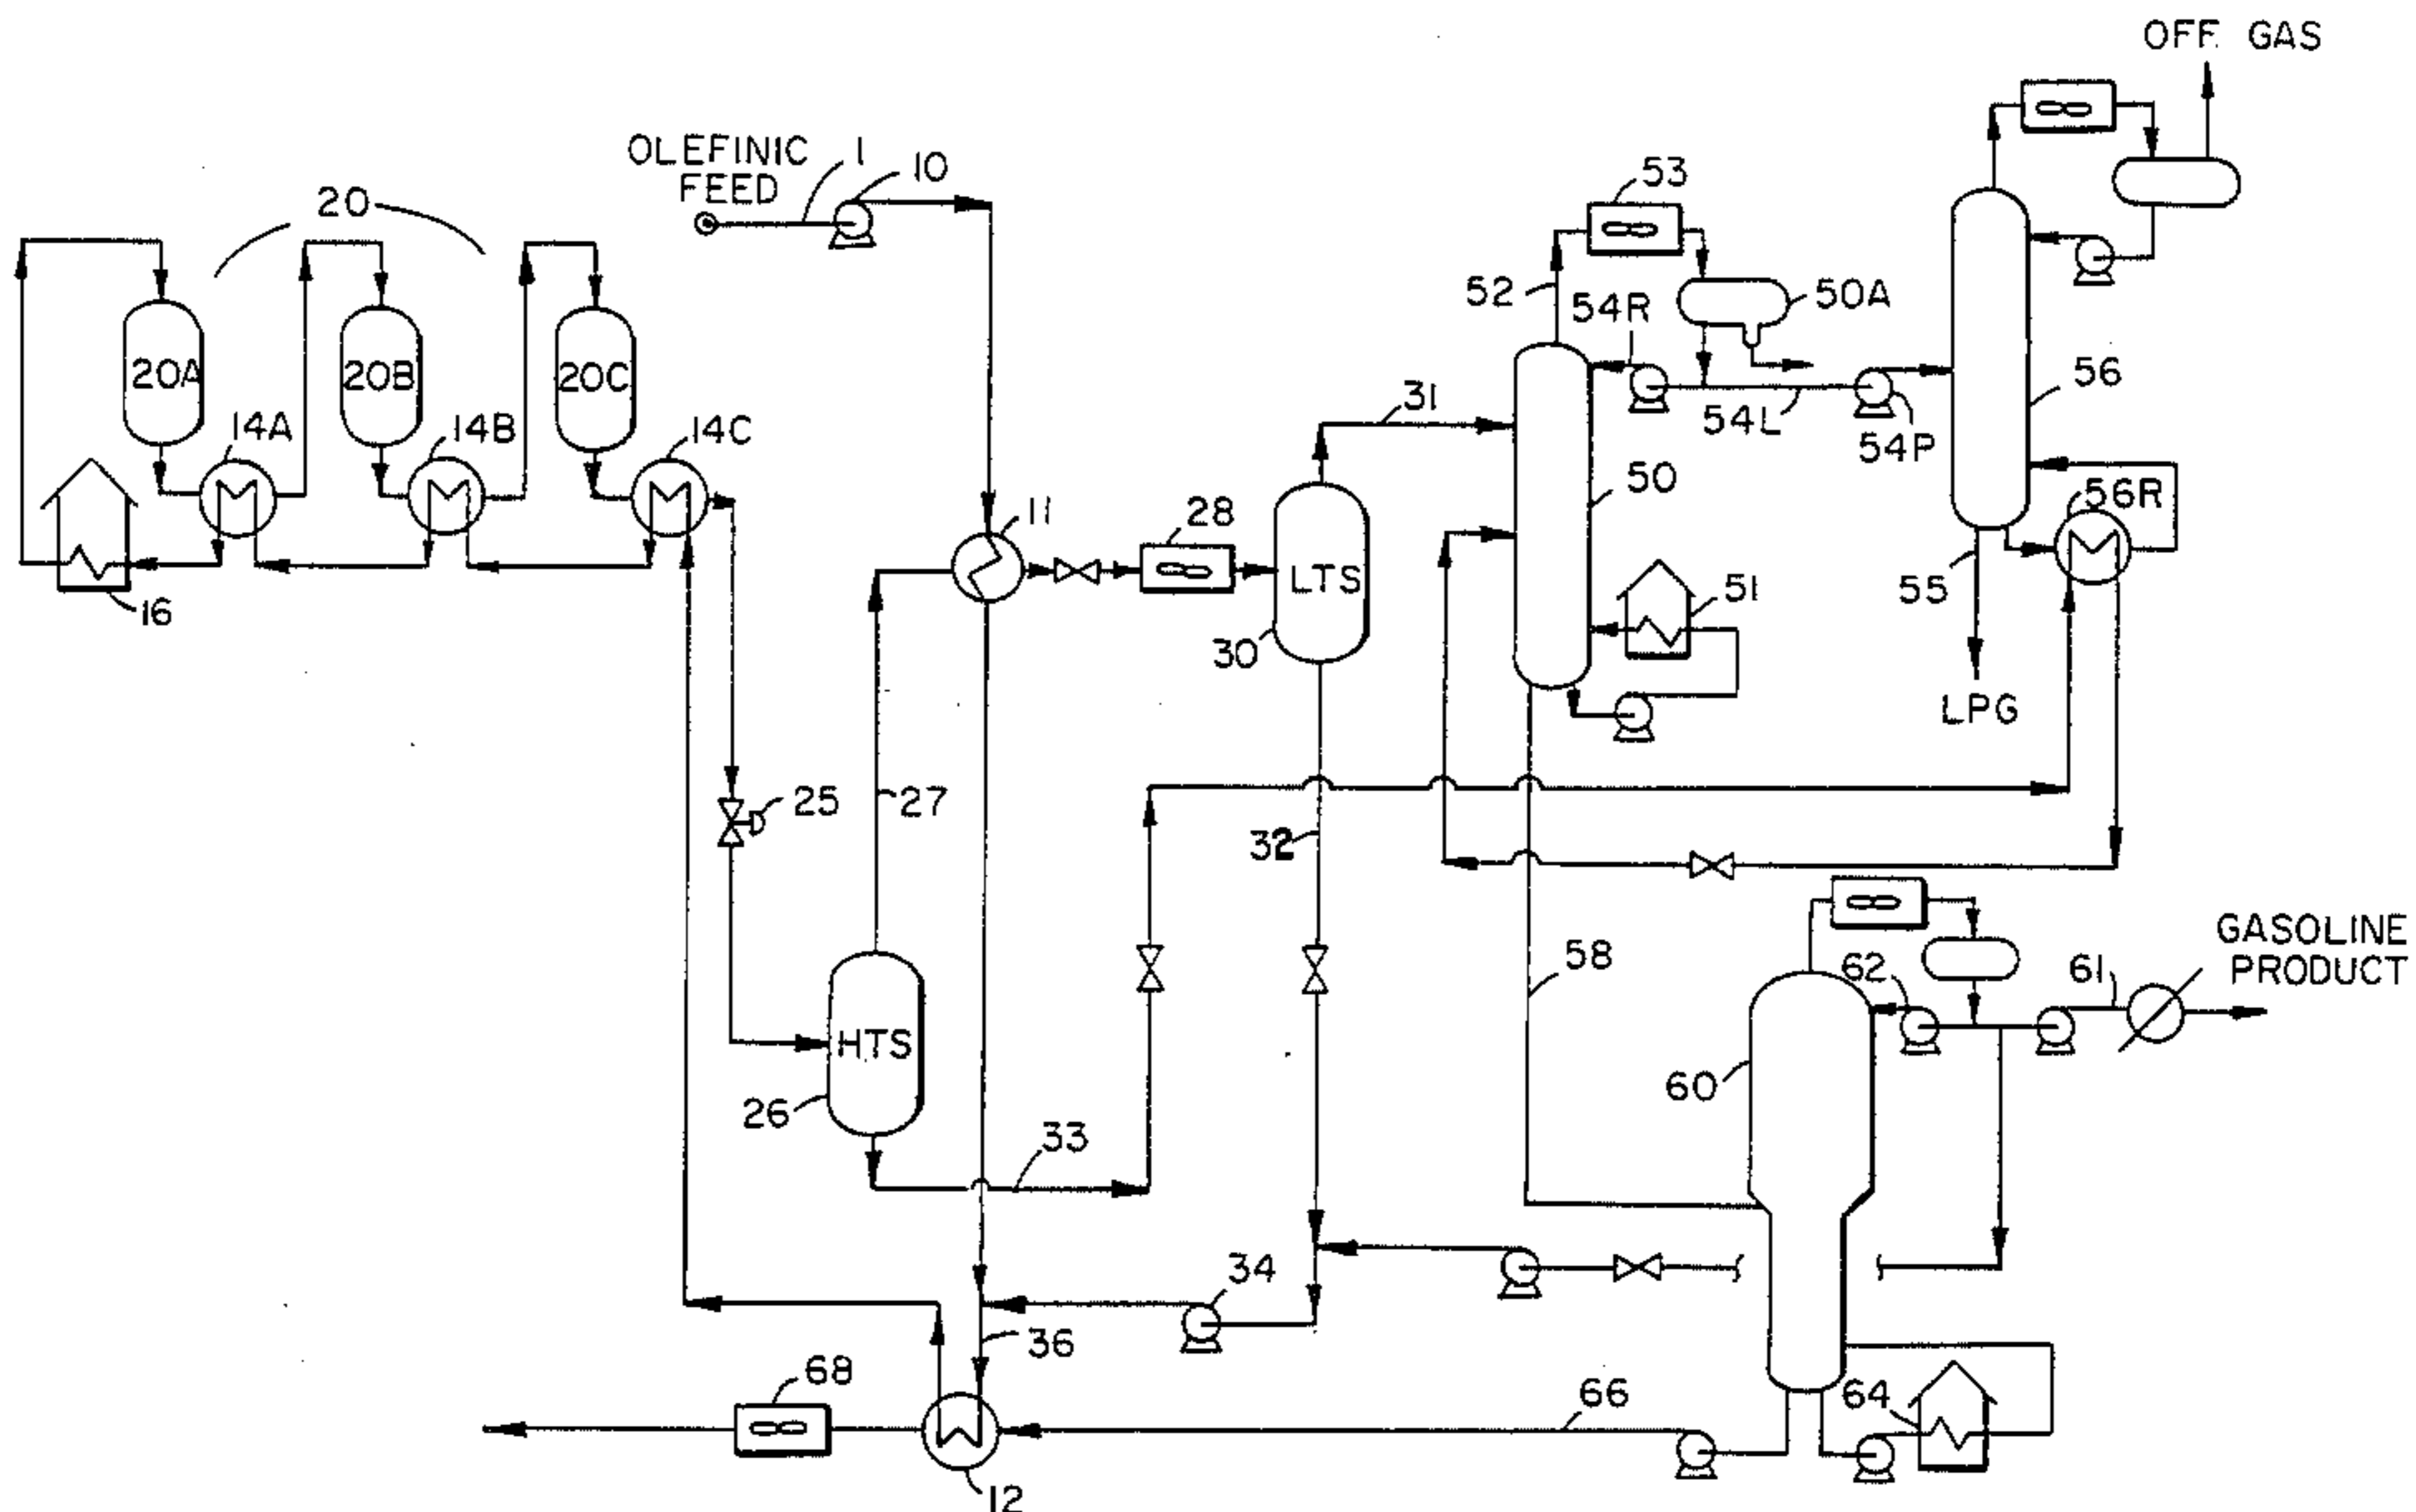 OFF GAS
OLEFINIC
FEED
1
10
53
20
52
54R
50A
20A
20B
20C
14A
14B
14C
31
54L
54P
56
11
28
50
56R
LTS
51
55
16
30
LPG
27
25
32
58
62
61
GASOLINE
PRODUCT
HTS
60
26
33
34
36
68
66
64
12